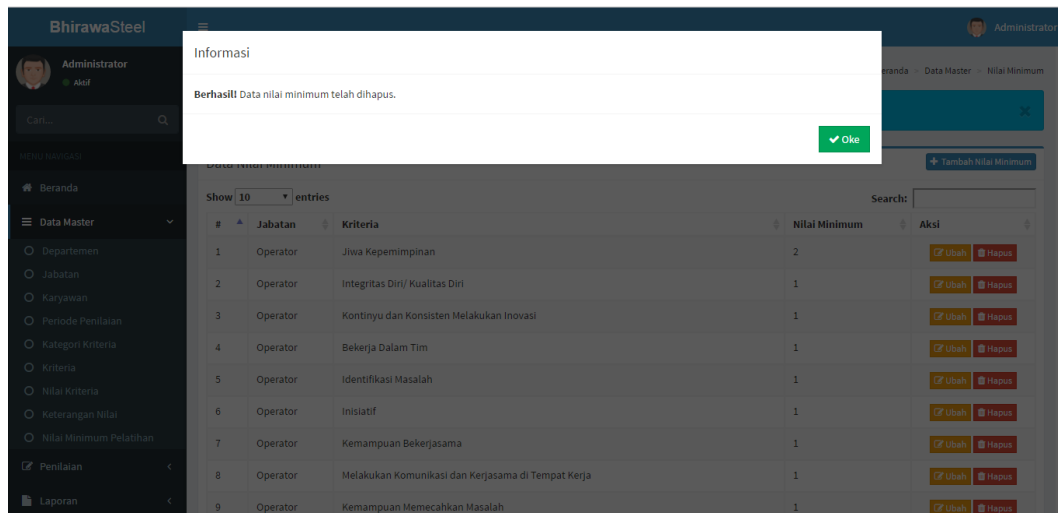 BhirawaSteel
Administrator
Administrator
Aktif
Cari...
MENU NAVIGASI
Beranda
Data Master
Departemen
Jabatan
Karyawan
Periode Penilaian
Kategori Kriteria
Kriteria
Nilai Kriteria
Keterangan Nilai
Nilai Minimum Pelatihan
Penilaian
Laporan
Informasi
Berhasil! Data nilai minimum telah dihapus.
Oke
eranda > Data Master > Nilai Minimum
Data Nilai Minimum
Tambah Nilai Minimum
Show 10 entries
Search:
# Jabatan Kriteria Nilai Minimum Aksi
1 Operator Jiwa Kepemimpinan 2 Ubah Hapus
2 Operator Integritas Diri/ Kualitas Diri 1 Ubah Hapus
3 Operator Kontinyu dan Konsisten Melakukan Inovasi 1 Ubah Hapus
4 Operator Bekerja Dalam Tim 1 Ubah Hapus
5 Operator Identifikasi Masalah 1 Ubah Hapus
6 Operator Inisiatif 1 Ubah Hapus
7 Operator Kemampuan Bekerjasama 1 Ubah Hapus
8 Operator Melakukan Komunikasi dan Kerjasama di Tempat Kerja 1 Ubah Hapus
9 Operator Kemampuan Memecahkan Masalah 1 Ubah Hapus